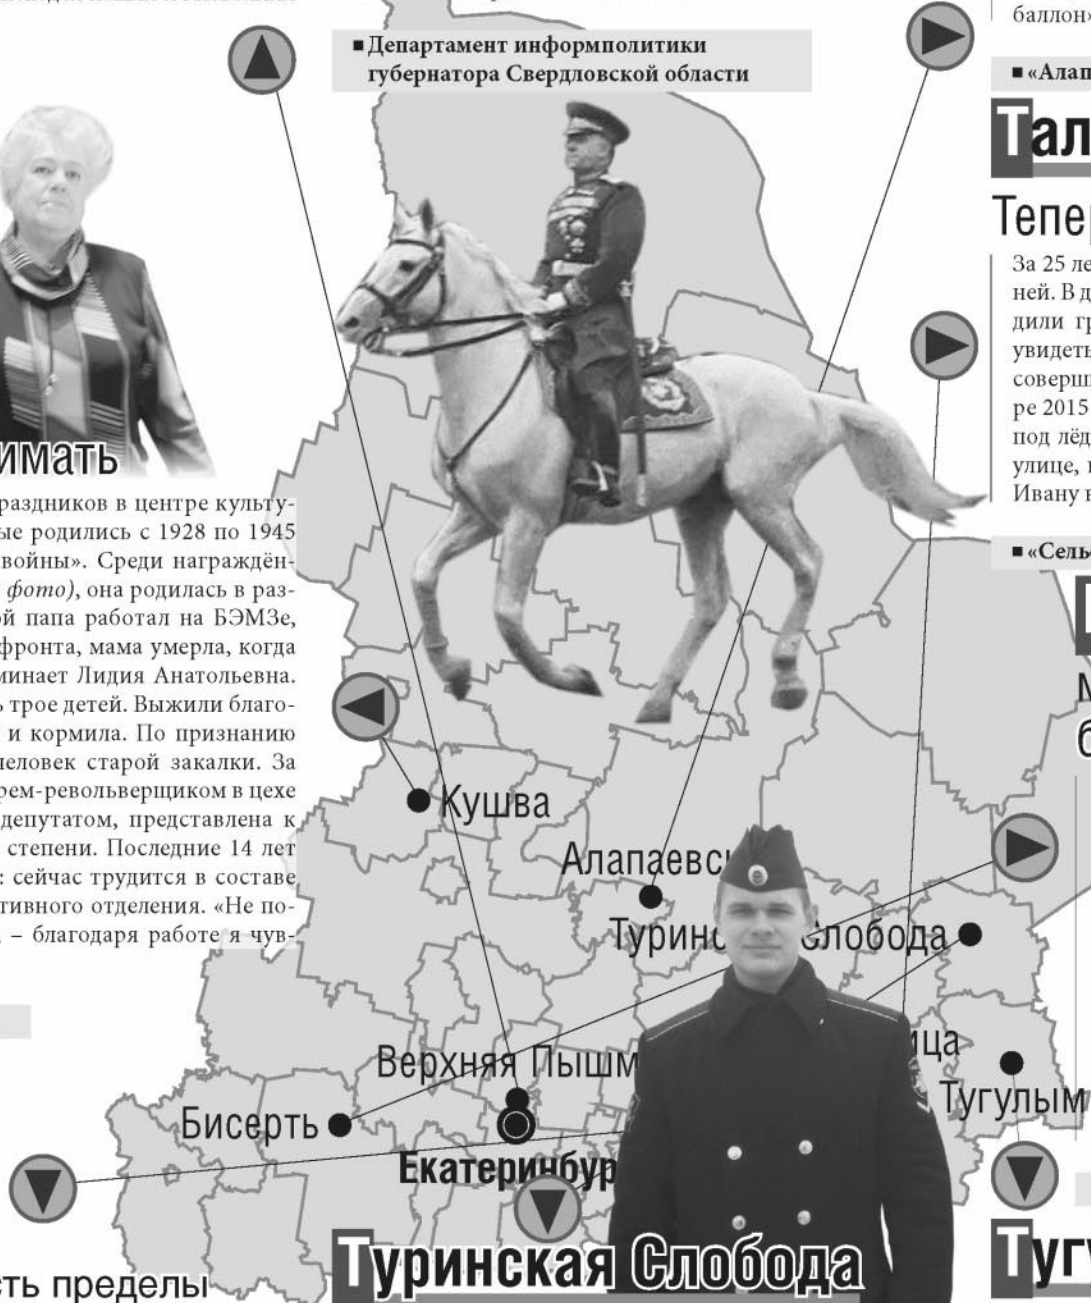 ■ Департамент информполитики
губернатора Свердловской области
баллон»
■ «Алап
Тал
Тепе
За 25 ле
ней. В д
дили гр
увидеть
соверш
ре 2015
под лёд
улице,
Ивану в
■ «Сель
имать
раздников в центре культу-
ые родились с 1928 по 1945
войны». Среди награждён-
фото), она родилась в раз-
й папа работал на БЭМЗе,
фронта, мама умерла, когда
минает Лидия Анатольевна.
ь трое детей. Выжили благо-
и кормила. По признанию
человек старой закалки. За
рем-револьверщиком в цехе
депутатом, представлена к
степени. Последние 14 лет
: сейчас трудится в составе
тивного отделения. «Не по-
– благодаря работе я чув-
Кушва
Алапаевс
Туринс Слобода
Верхняя Пышм
ица
Тугулым
Бисерть
Екатеринбур
Туринская Слобода
Туг
сть пределы